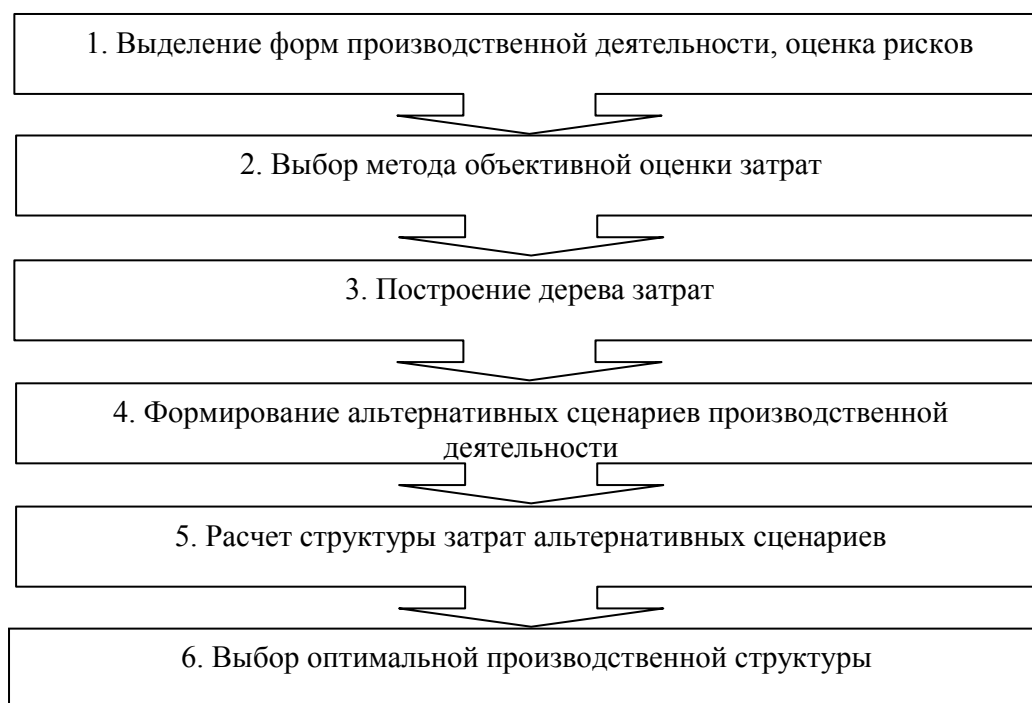 1. Выделение форм производственной деятельности, оценка рисков
2. Выбор метода объективной оценки затрат
3. Построение дерева затрат
4. Формирование альтернативных сценариев производственной
деятельности
5. Расчет структуры затрат альтернативных сценариев
6. Выбор оптимальной производственной структуры